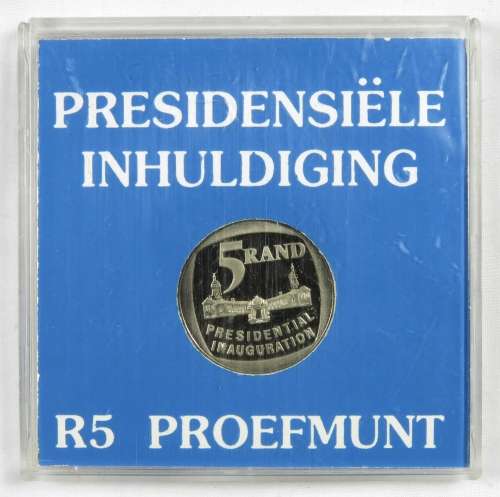 PRESIDENSIËLE
INHULDIGING
5 RAND
PRESIDENTIAL
INAUGURATION
R5 PROEFMUNT